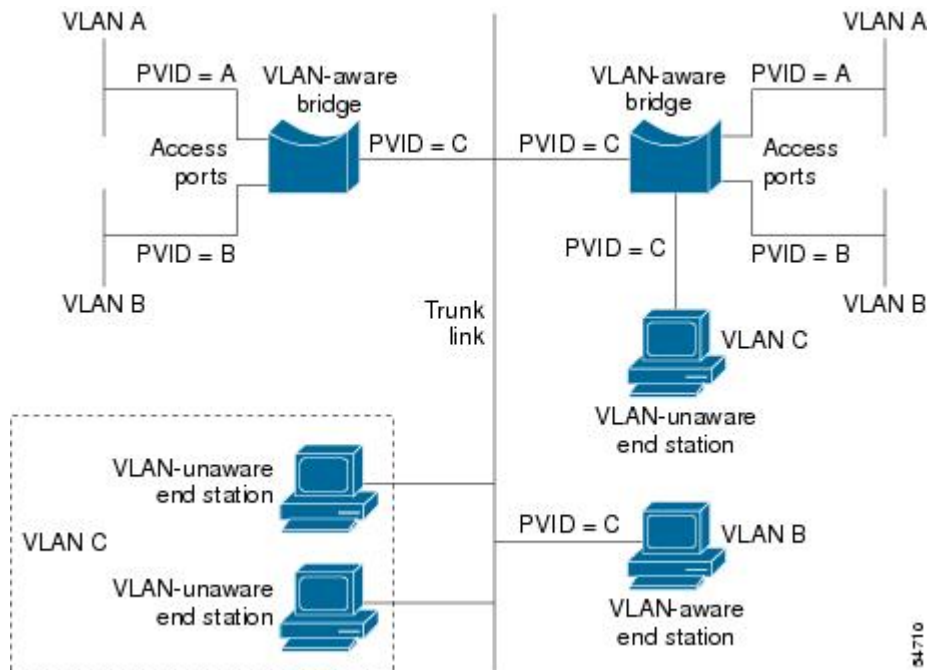 VLAN A
VLAN A
PVID = A
VLAN-aware
bridge
VLAN-aware
bridge
PVID = A
Access
ports
PVID = C
PVID = C
Access
ports
PVID = B
PVID = C
PVID = B
VLAN B
VLAN B
Trunk
link
VLAN C
VLAN-unaware
end station
VLAN-unaware
end station
PVID = C
VLAN B
VLAN C
VLAN-unaware
end station
VLAN-aware
end station
54710